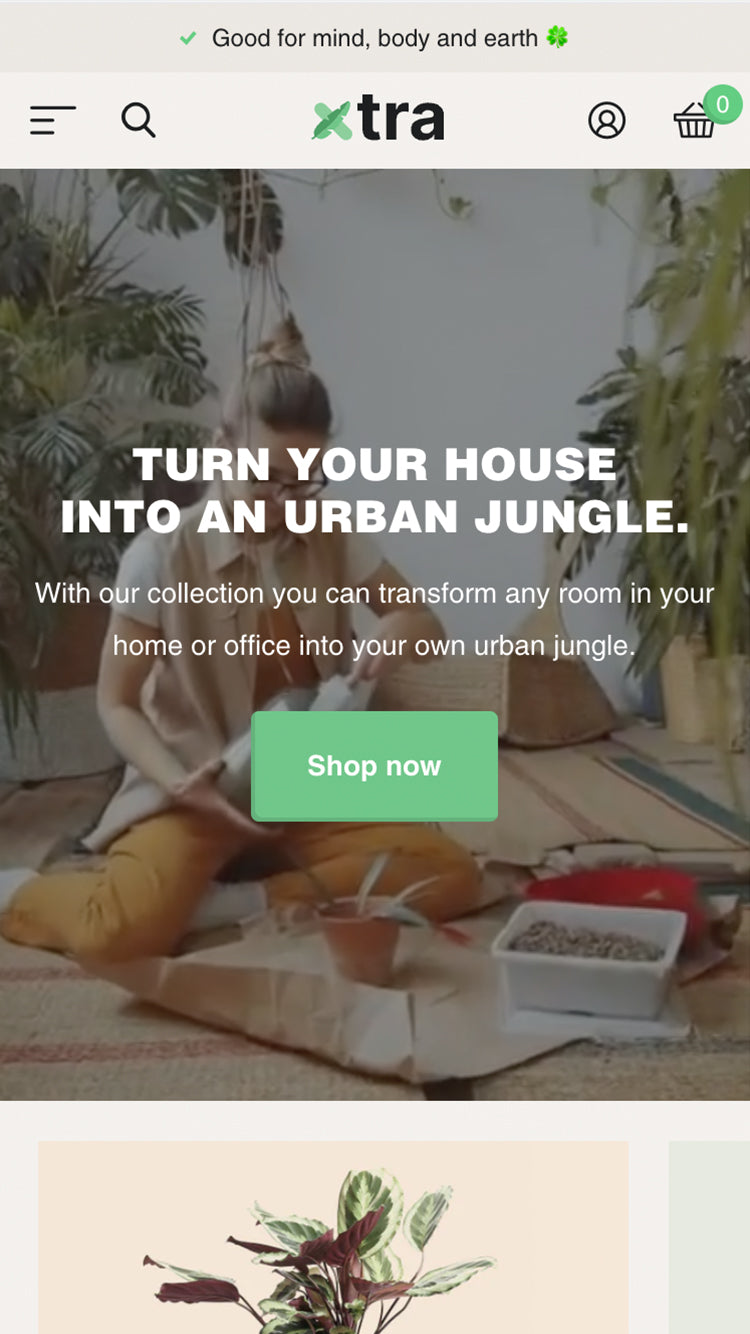 Good for mind, body and earth 🍀
xtra
0
TURN YOUR HOUSE
INTO AN URBAN JUNGLE.
With our collection you can transform any room in your
home or office into your own urban jungle.
Shop now